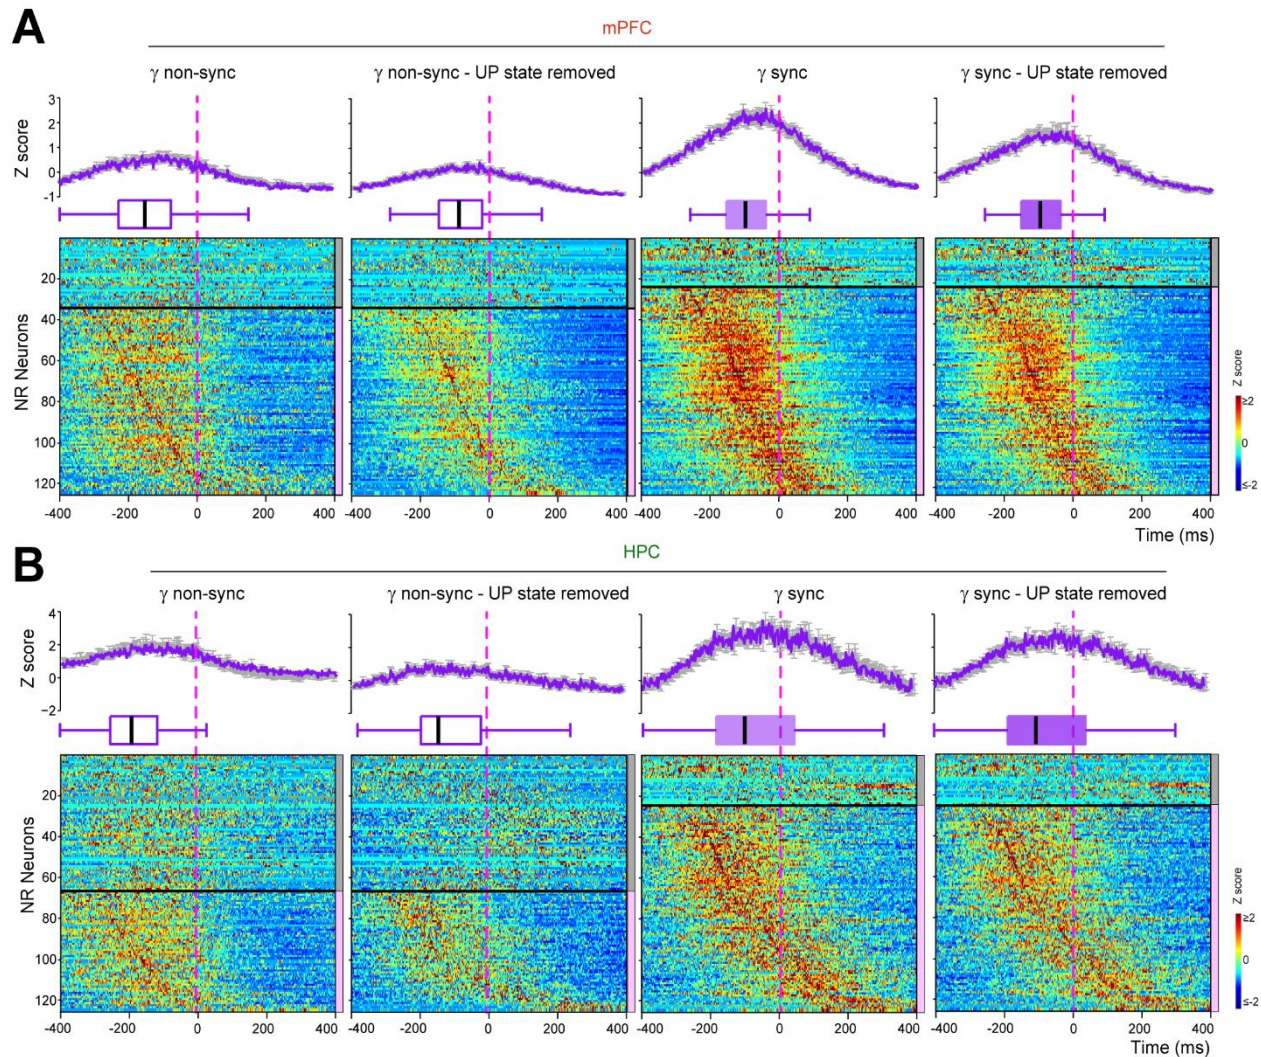 A
mPFC
γ non-sync
γ non-sync - UP state removed
γ sync
γ sync - UP state removed
3
2
1
0
-1
Z score
20
40
60
80
100
120
NR Neurons
-400 -200 0 200 400
-200 0 200 400
-400 -200 0 200 400
-400 -200 0 200 400
Time (ms)
Z score
≥2
0
≤-2
B
HPC
γ non-sync
γ non-sync - UP state removed
γ sync
γ sync - UP state removed
4
2
0
−2
Z score
20
40
60
80
100
120
NR Neurons
-400 -200 0 200 400
-400 -200 0 200 400
-400 -200 0 200 400
-400 -200 0 200 400
Time (ms)
Z score
≥2
0
≤-2